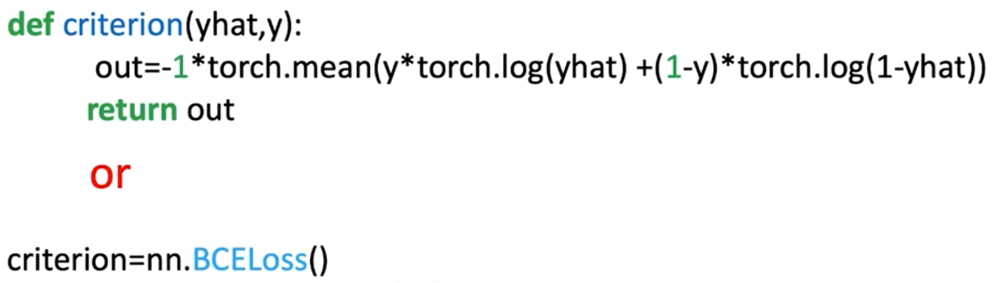 def criterion(yhat,y):
out=-1*torch.mean(y*torch.log(yhat) +(1-y)*torch.log(1-yhat))
return out
or
criterion=nn.BCELoss()